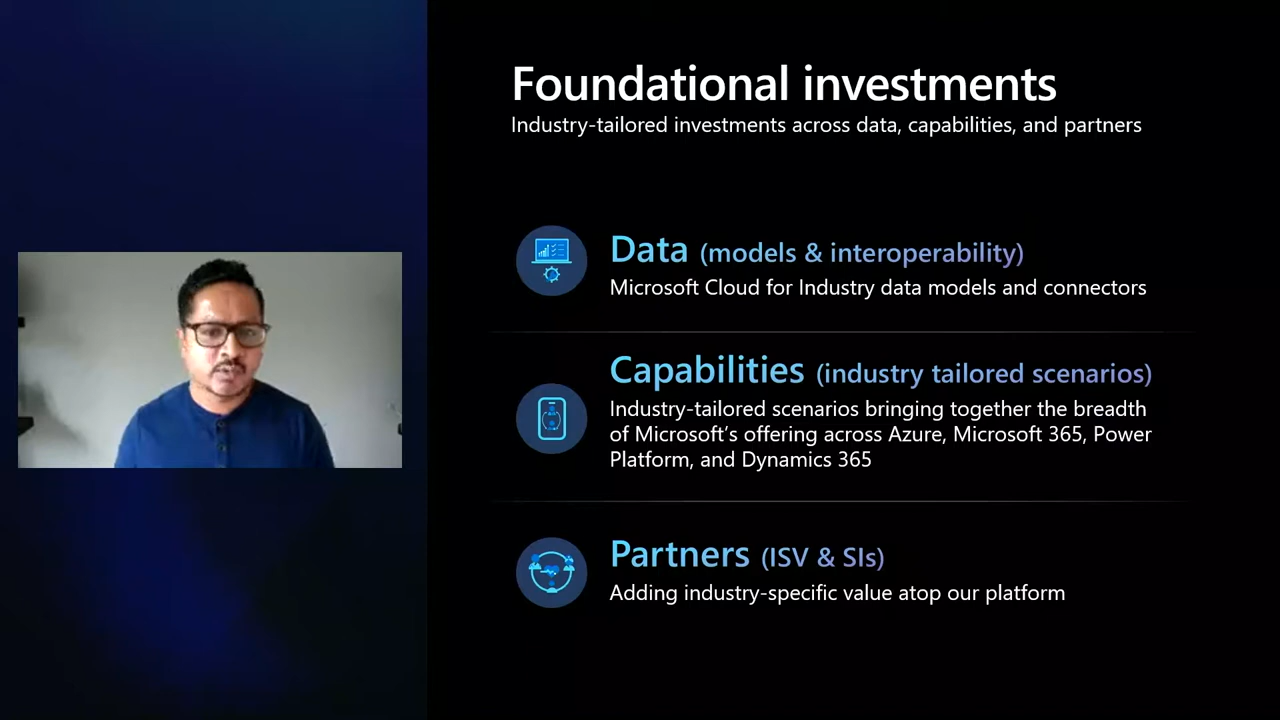 Foundational investments
Industry-tailored investments across data, capabilities, and partners
Data (models & interoperability)
Microsoft Cloud for Industry data models and connectors
Capabilities (industry tailored scenarios)
Industry-tailored scenarios bringing together the breadth
of Microsoft’s offering across Azure, Microsoft 365, Power
Platform, and Dynamics 365
Partners (ISV & SIs)
Adding industry-specific value atop our platform